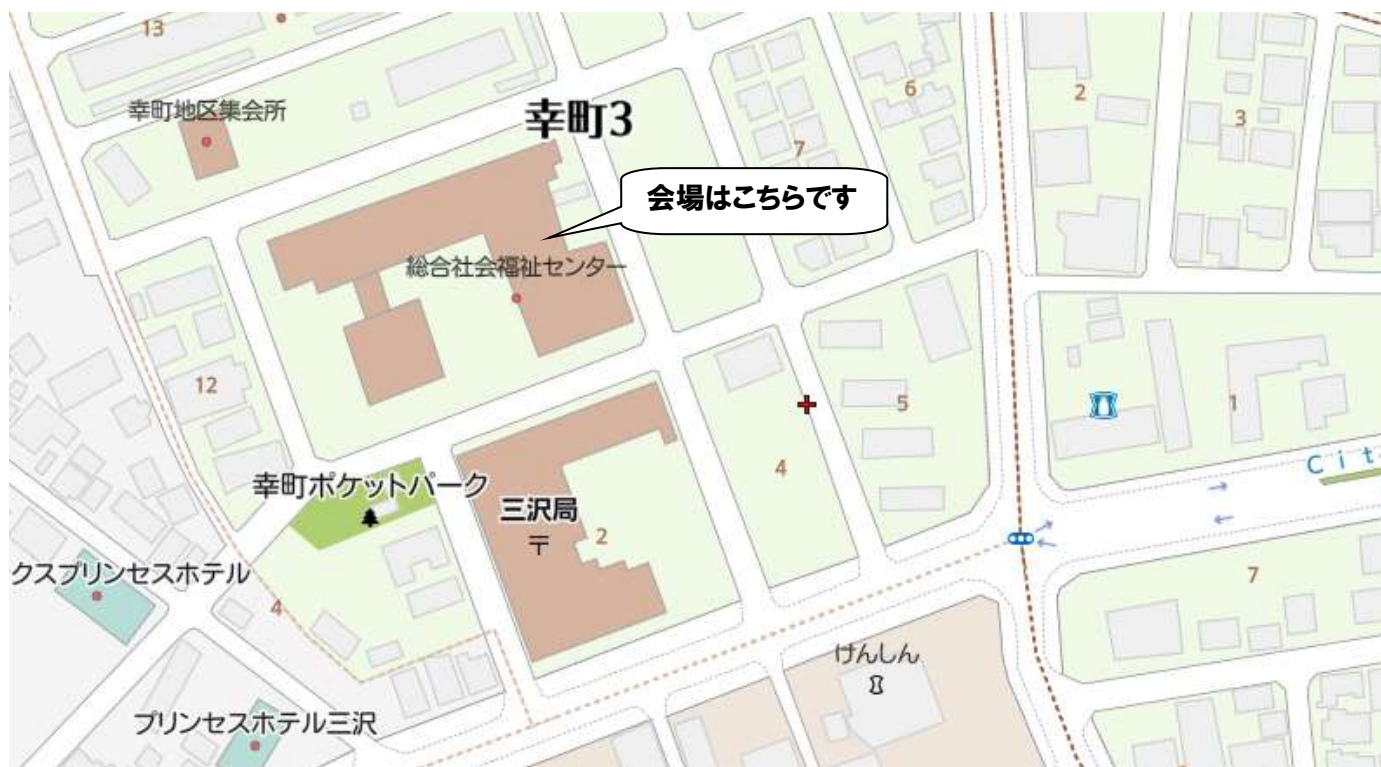 13
幸町地区集会所
幸町3
6
2
3
7
会場はこちらです
総合社会福祉センター
12
5
1
4
Cit
幸町ポケットパーク
三沢局
〒
2
クスプリンセスホテル
4
7
けんしん
プリンセスホテル三沢